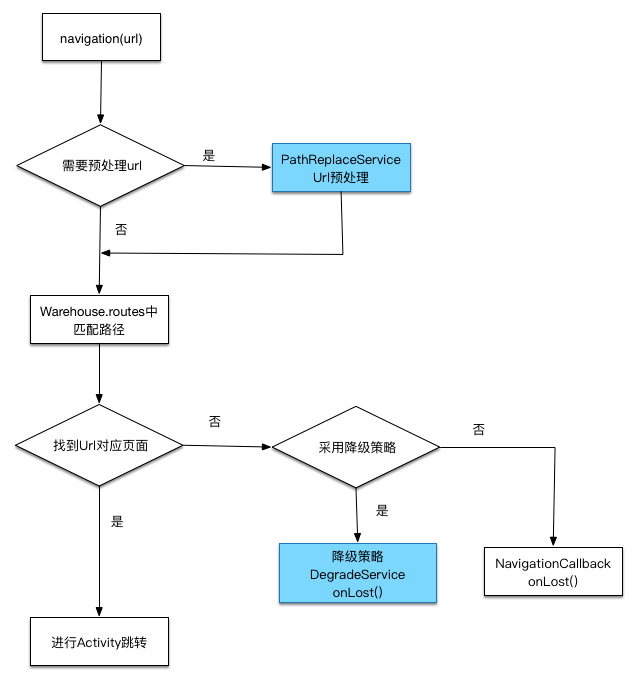 navigation(url)
需要预处理url
是
PathReplaceService
Url预处理
否
Warehouse.routes中
匹配路径
找到Url对应页面
否
采用降级策略
否
是
是
降级策略
DegradeService
onLost()
NavigationCallback
onLost()
进行Activity跳转